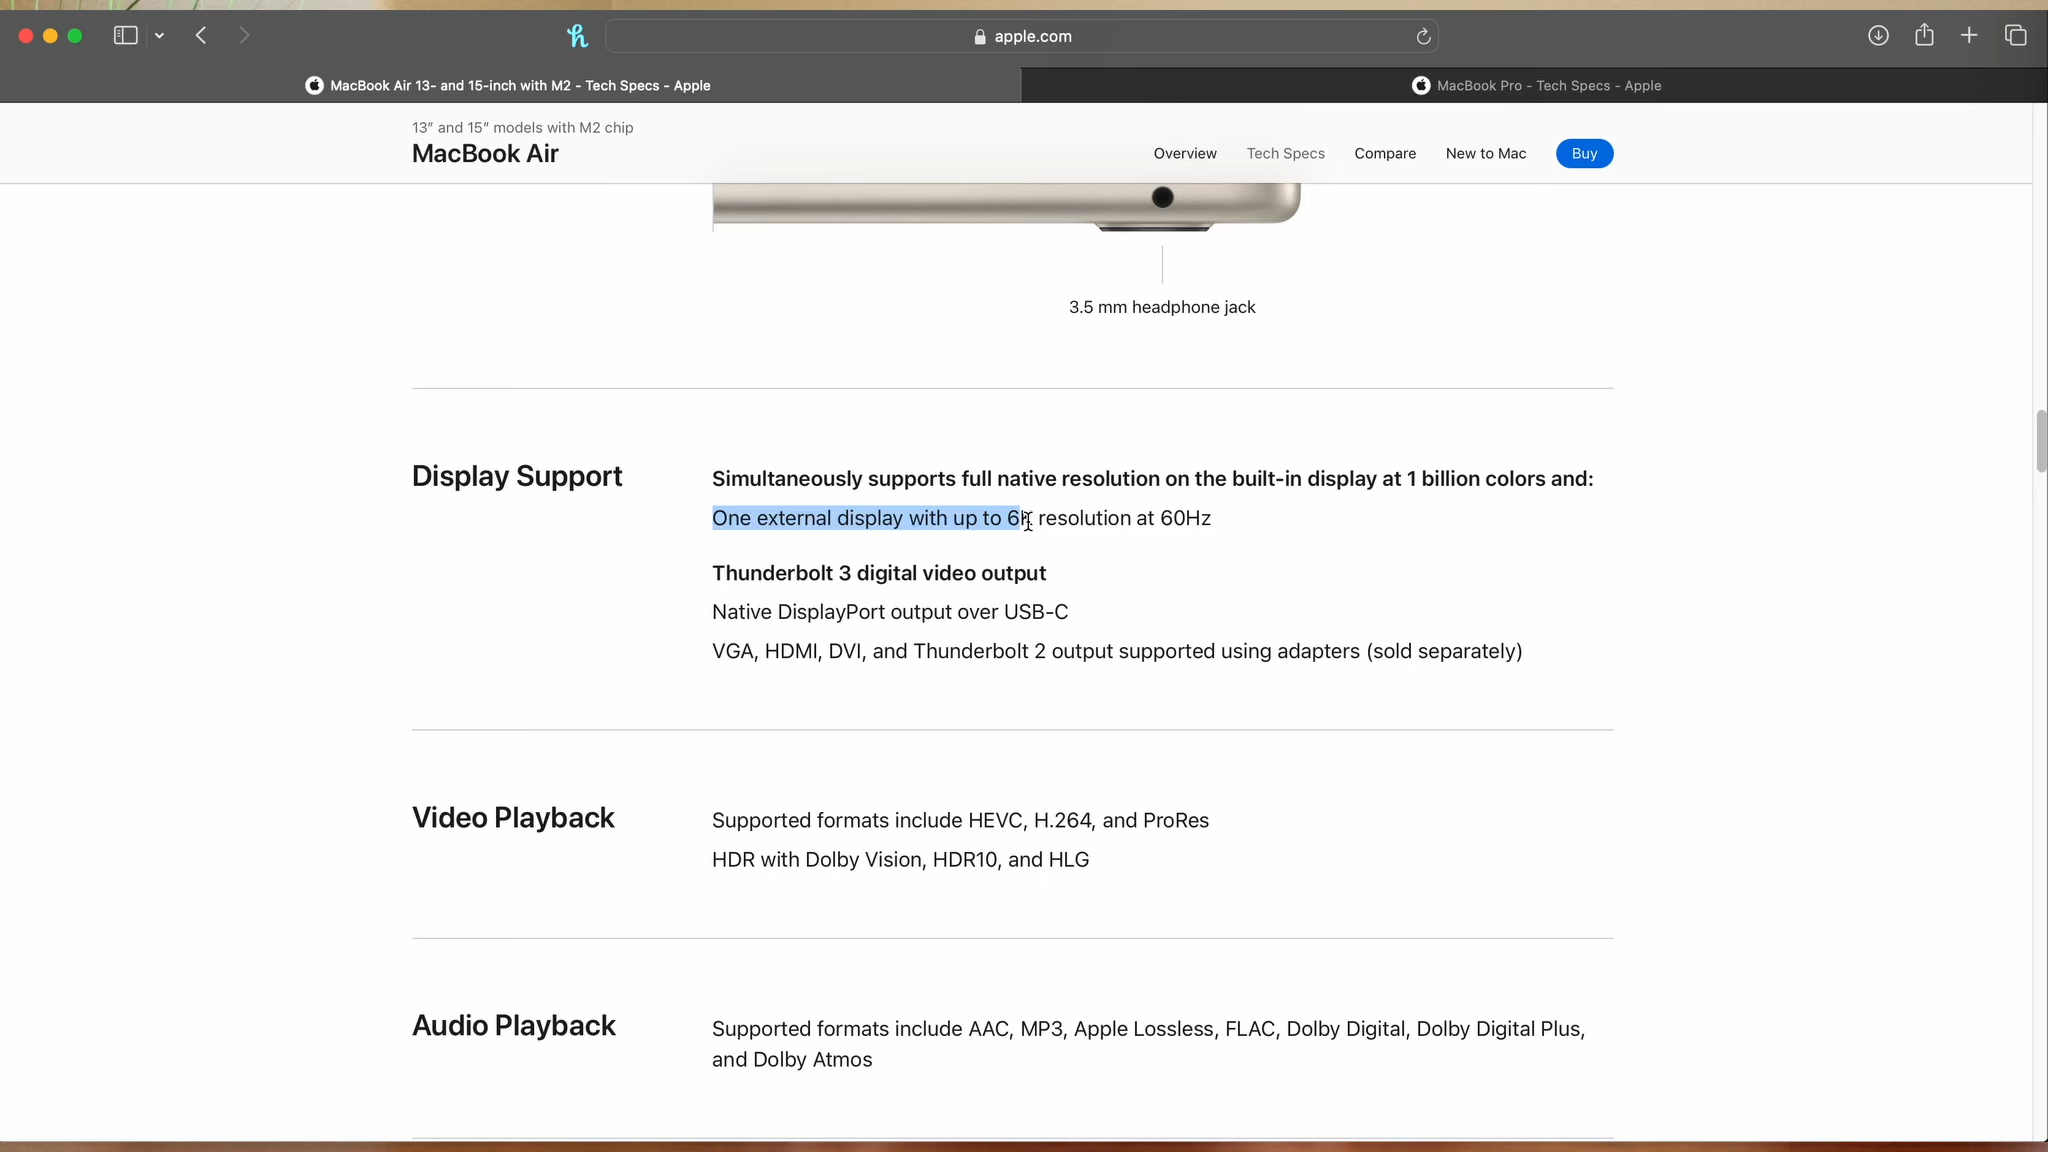 apple.com
MacBook Air 13- and 15-inch with M2 - Tech Specs - Apple
MacBook Pro - Tech Specs - Apple
13″ and 15″ models with M2 chip
MacBook Air
Overview
Tech Specs
Compare
New to Mac
Buy
3.5 mm headphone jack
Display Support
Simultaneously supports full native resolution on the built-in display at 1 billion colors and:
One external display with up to 6K resolution at 60Hz
Thunderbolt 3 digital video output
Native DisplayPort output over USB-C
VGA, HDMI, DVI, and Thunderbolt 2 output supported using adapters (sold separately)
Video Playback
Supported formats include HEVC, H.264, and ProRes
HDR with Dolby Vision, HDR10, and HLG
Audio Playback
Supported formats include AAC, MP3, Apple Lossless, FLAC, Dolby Digital, Dolby Digital Plus,
and Dolby Atmos